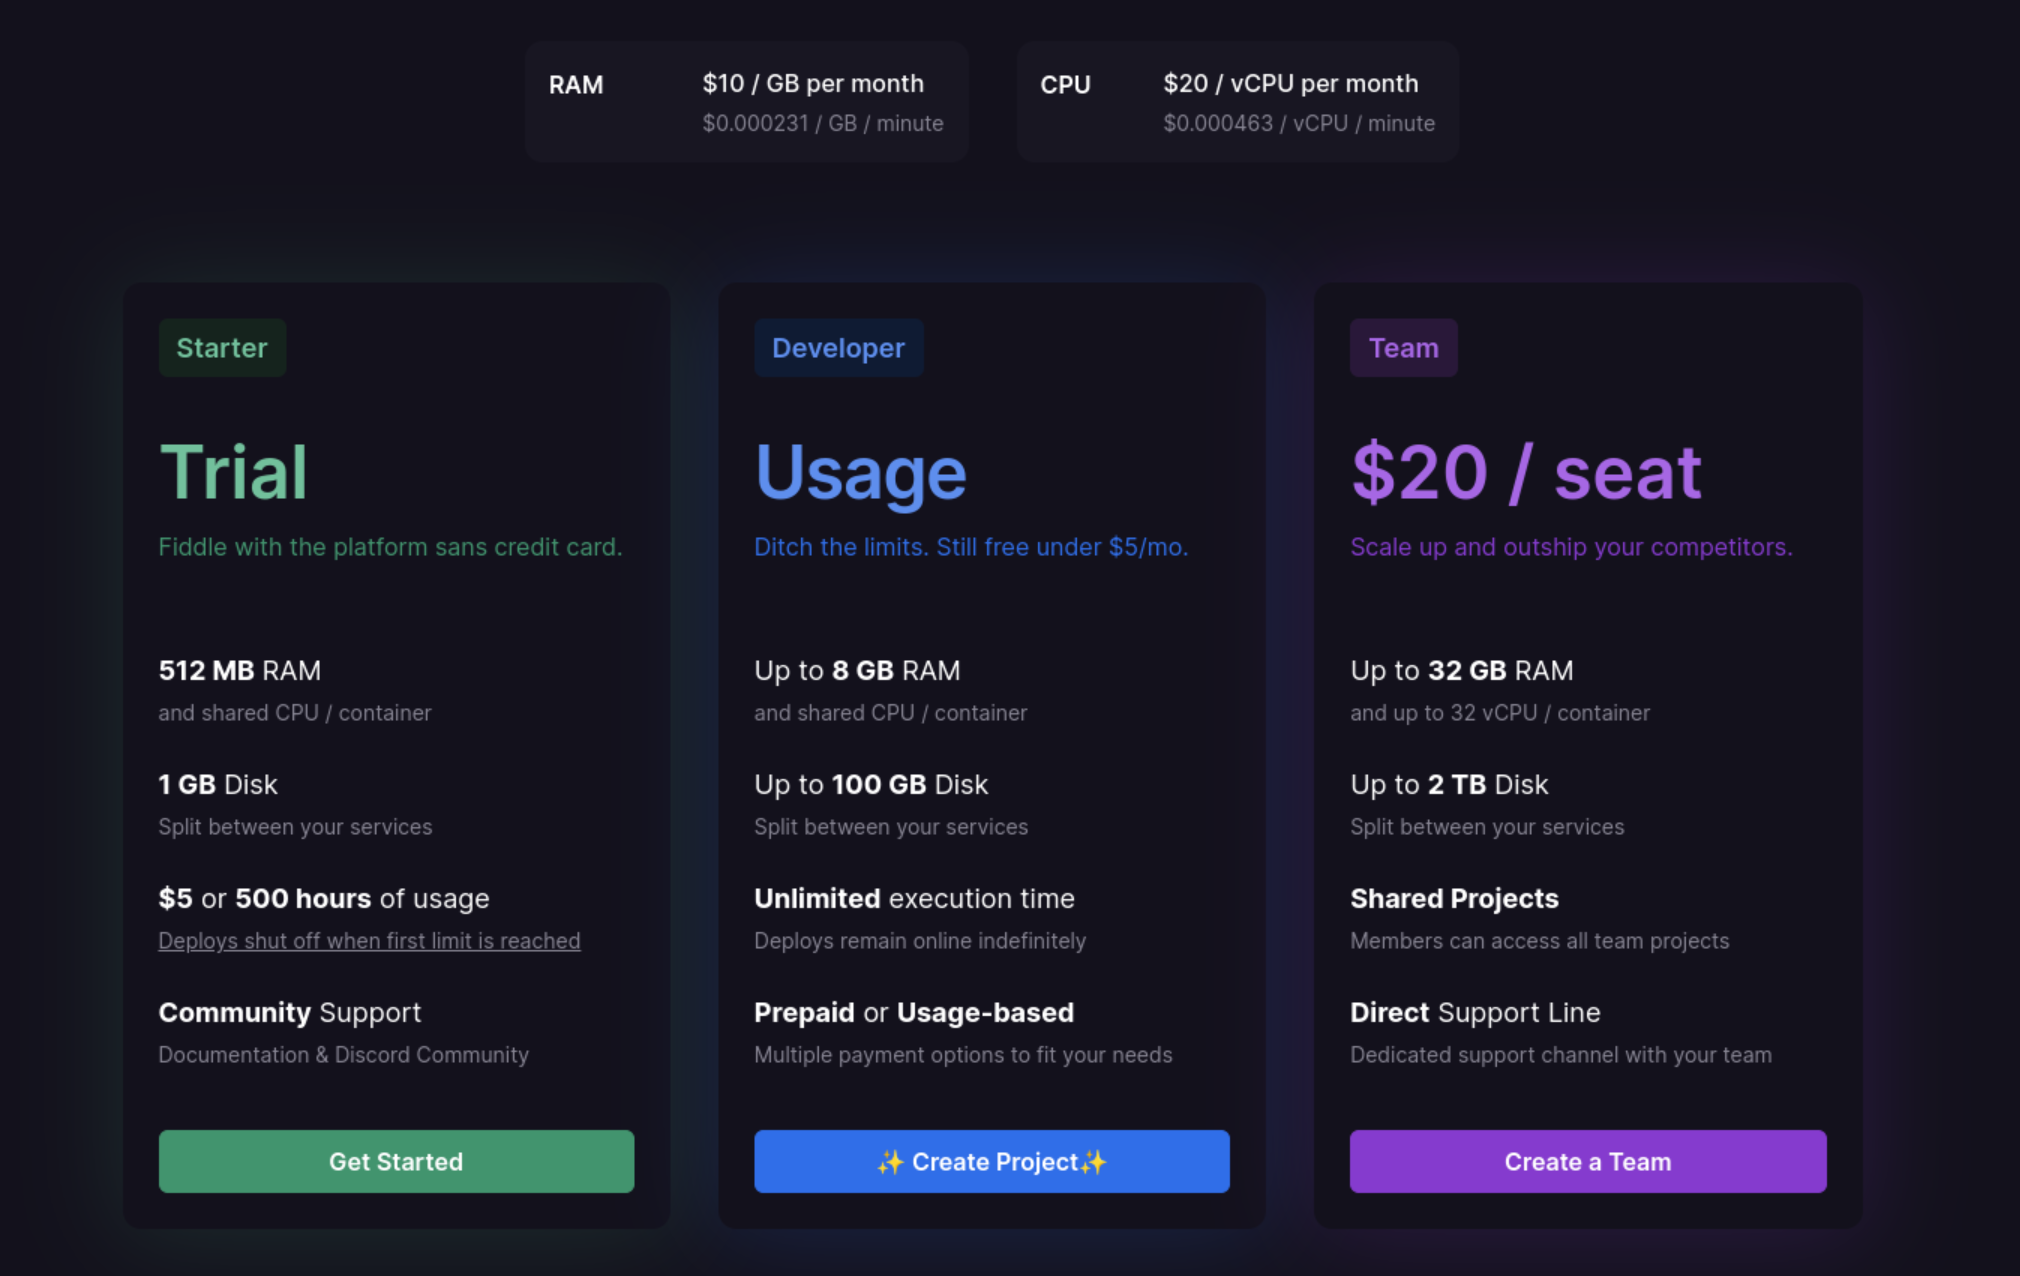 RAM
$10 / GB per month
$0.000231 / GB / minute
CPU
$20 / vCPU per month
$0.000463 / vCPU / minute
Starter
Trial
Fiddle with the platform sans credit card.
512 MB RAM
and shared CPU / container
1 GB Disk
Split between your services
$5 or 500 hours of usage
Deploys shut off when first limit is reached
Community Support
Documentation & Discord Community
Get Started
Developer
Usage
Ditch the limits. Still free under $5/mo.
Up to 8 GB RAM
and shared CPU / container
Up to 100 GB Disk
Split between your services
Unlimited execution time
Deploys remain online indefinitely
Prepaid or Usage-based
Multiple payment options to fit your needs
✨ Create Project✨
Team
$20 / seat
Scale up and outship your competitors.
Up to 32 GB RAM
and up to 32 vCPU / container
Up to 2 TB Disk
Split between your services
Shared Projects
Members can access all team projects
Direct Support Line
Dedicated support channel with your team
Create a Team